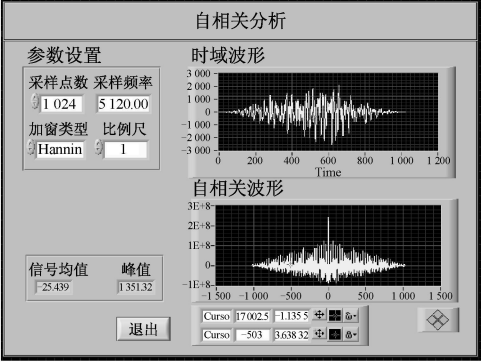 自相关分析
参数设置
采样点数 采样频率
1 024 5 120.00
加窗类型 比例尺
Hannin 1
信号均值 峰值
-25.439 1 351.32
退出
时域波形
3 000
2 000
1 000
0
-1 000
-2 000
-3 000
0 200 400 600 800 1 000 1 200
Time
自相关波形
3E+8
2E+8
1E+8
0
-1E+8
-1 500 -1 000 -500 0 500 1 000 1 500
Curso 17 002.5 -1.135 5
Curso -503 3.638 32